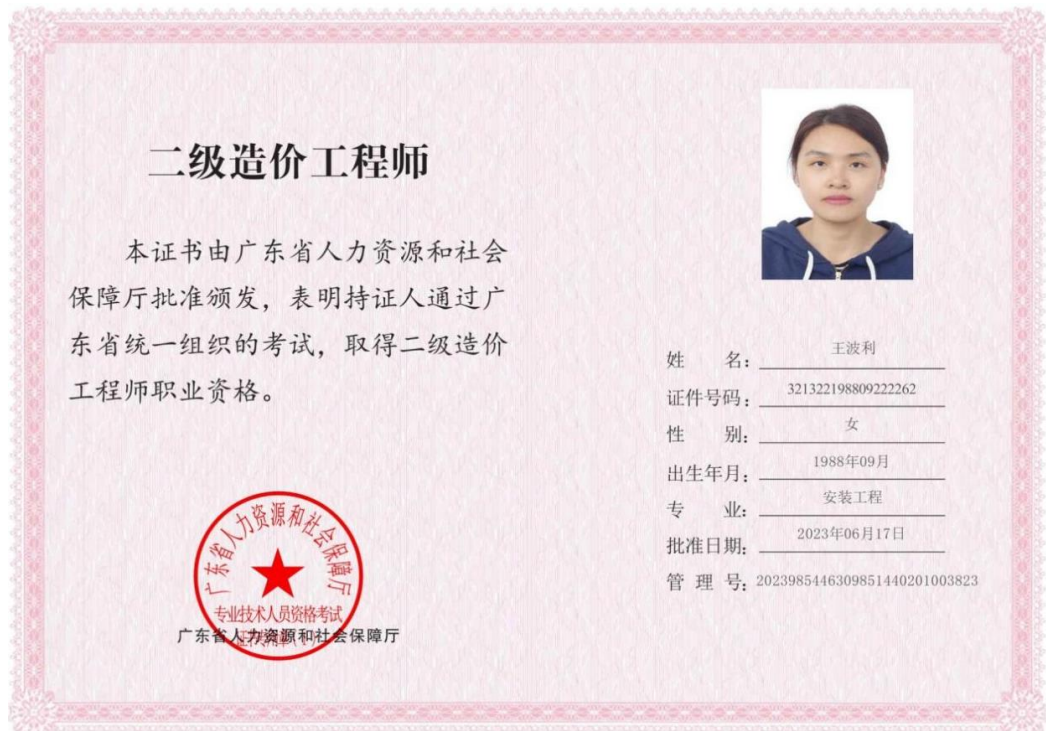 二级造价工程师
本证书由广东省人力资源和社会
保障厅批准颁发，表明持证人通过广
东省统一组织的考试，取得二级造价
工程师职业资格。
广东省人力资源和社会保障厅
专业技术人员资格考试
广东省人力资源和社会保障厅
姓 名：王波利
证件号码：321322198809222262
性 别：女
出生年月：1988年09月
专 业：安装工程
批准日期：2023年06月17日
管 理 号：20239854463098514402010038​23